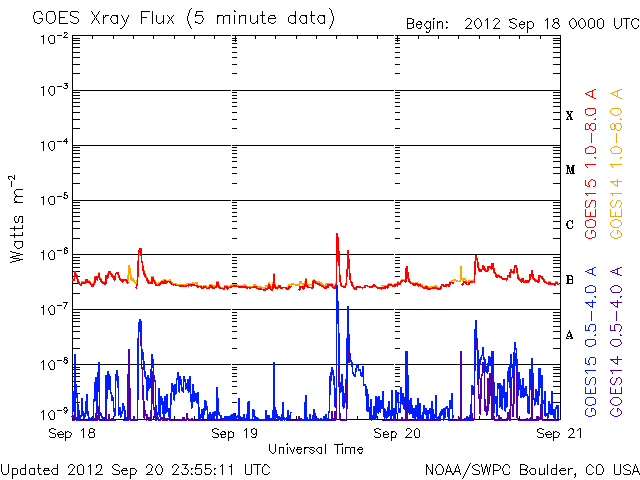 GOES Xray Flux (5 minute data)
Begin: 2012 Sep 18 0000 UTC
10⁻²
10⁻³
10⁻⁴
10⁻⁵
10⁻⁶
10⁻⁷
10⁻⁸
10⁻⁹
Watts m⁻²
X
M
C
B
A
GOES15 1.0-8.0 A
GOES14 1.0-8.0 A
GOES15 0.5-4.0 A
GOES14 0.5-4.0 A
Sep 18
Sep 19
Sep 20
Sep 21
Universal Time
Updated 2012 Sep 20 23:55:11 UTC
NOAA/SWPC Boulder, CO USA